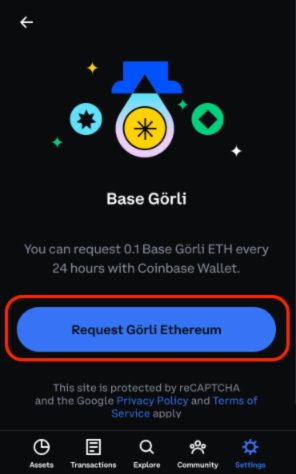 Base Görli
You can request 0.1 Base Görli ETH every
24 hours with Coinbase Wallet.
Request Görli Ethereum
This site is protected by reCAPTCHA
and the Google Privacy Policy and Terms of
Service apply
Assets Transactions Explore Community Settings